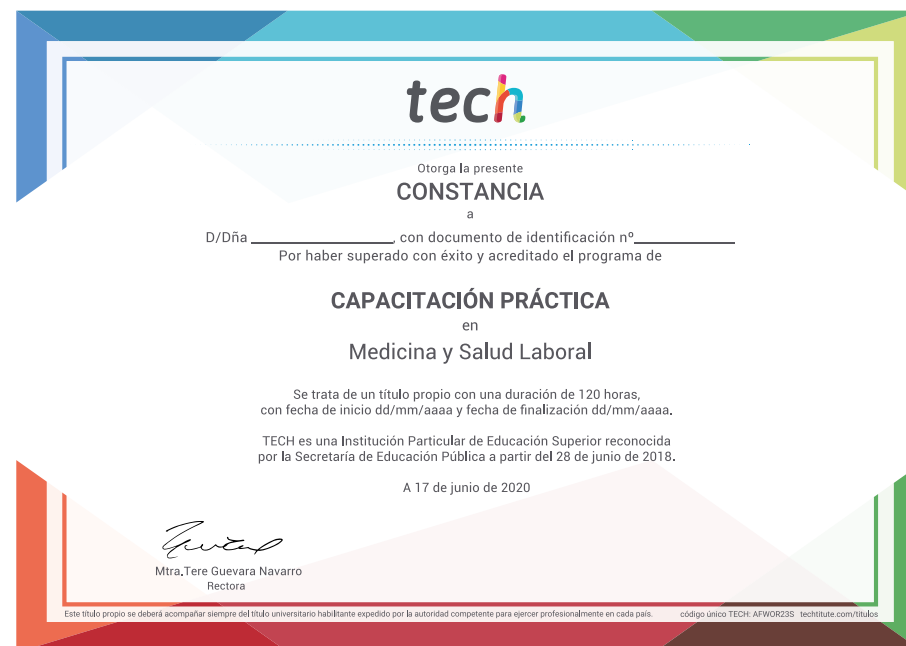 tech
Otorga la presente
CONSTANCIA
a
D/Dña ____________________, con documento de identificación nº______________
Por haber superado con éxito y acreditado el programa de
CAPACITACIÓN PRÁCTICA
en
Medicina y Salud Laboral
Se trata de un título propio con una duración de 120 horas,
con fecha de inicio dd/mm/aaaa y fecha de finalización dd/mm/aaaa.
TECH es una Institución Particular de Educación Superior reconocida
por la Secretaría de Educación Pública a partir del 28 de junio de 2018.
A 17 de junio de 2020
Mtra.Tere Guevara Navarro
Rectora
Este título propio se deberá acompañar siempre del título universitario habilitante expedido por la autoridad competente para ejercer profesionalmente en cada país. código único TECH: AFWOR23S techtitute.com/titulos